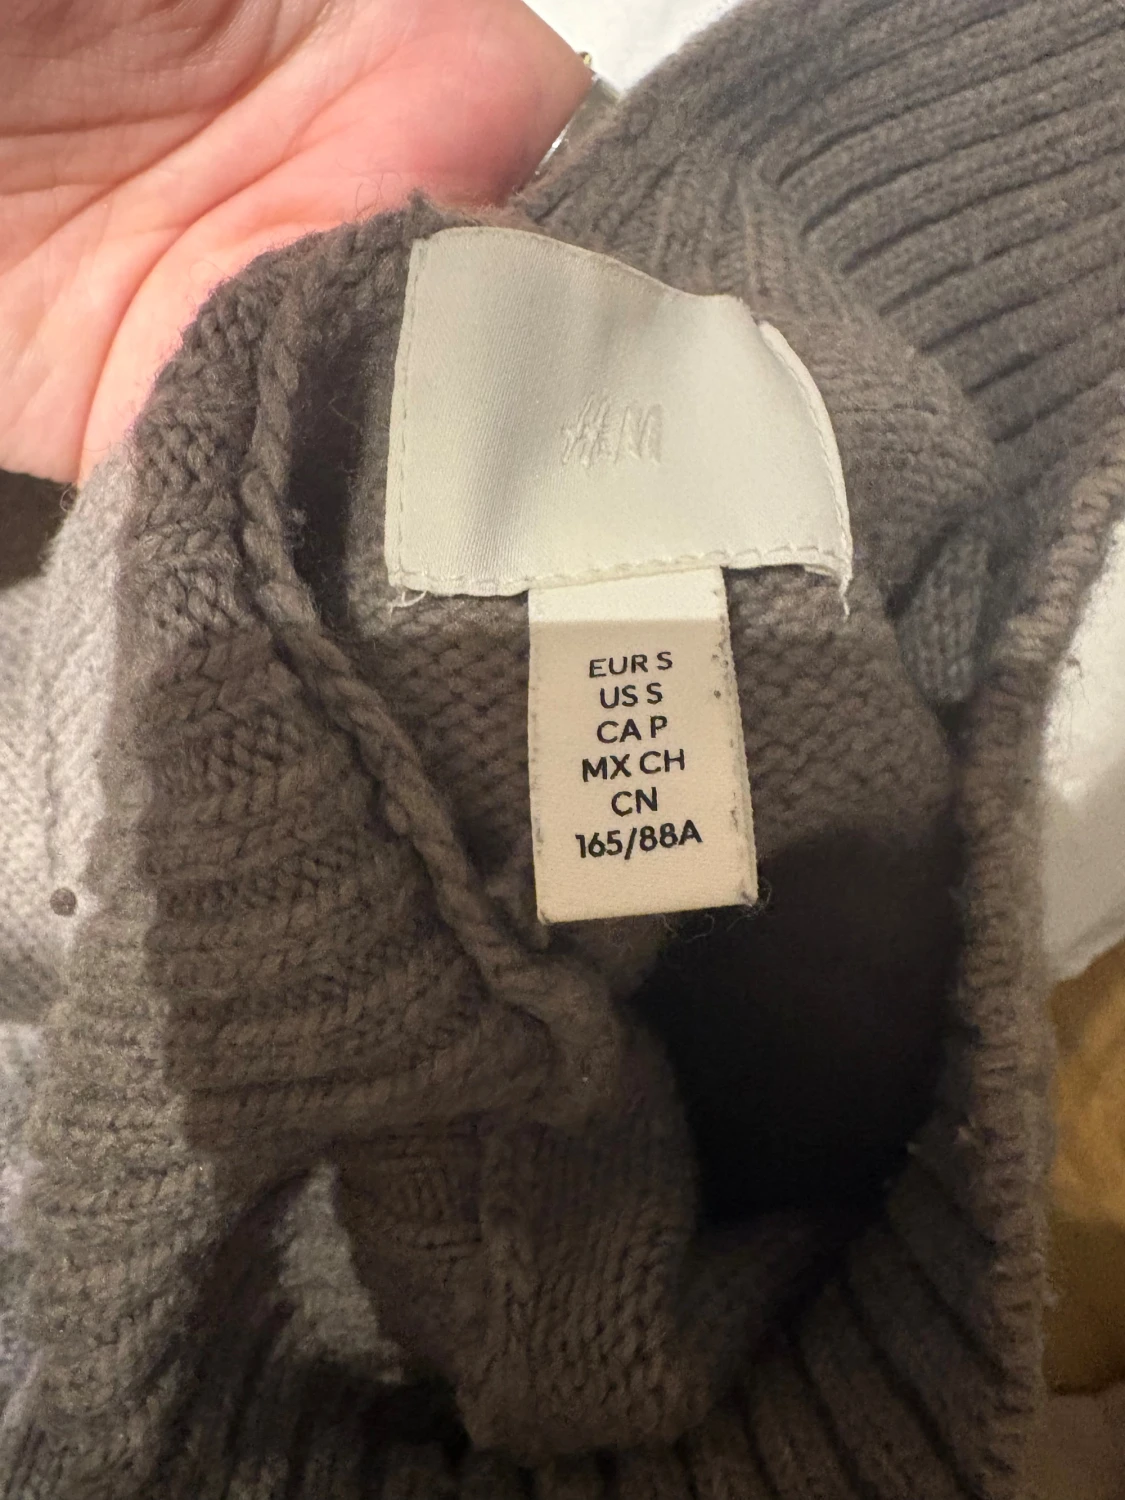 H&M
EUR S
US S
CA P
MX CH
CN
165/88A